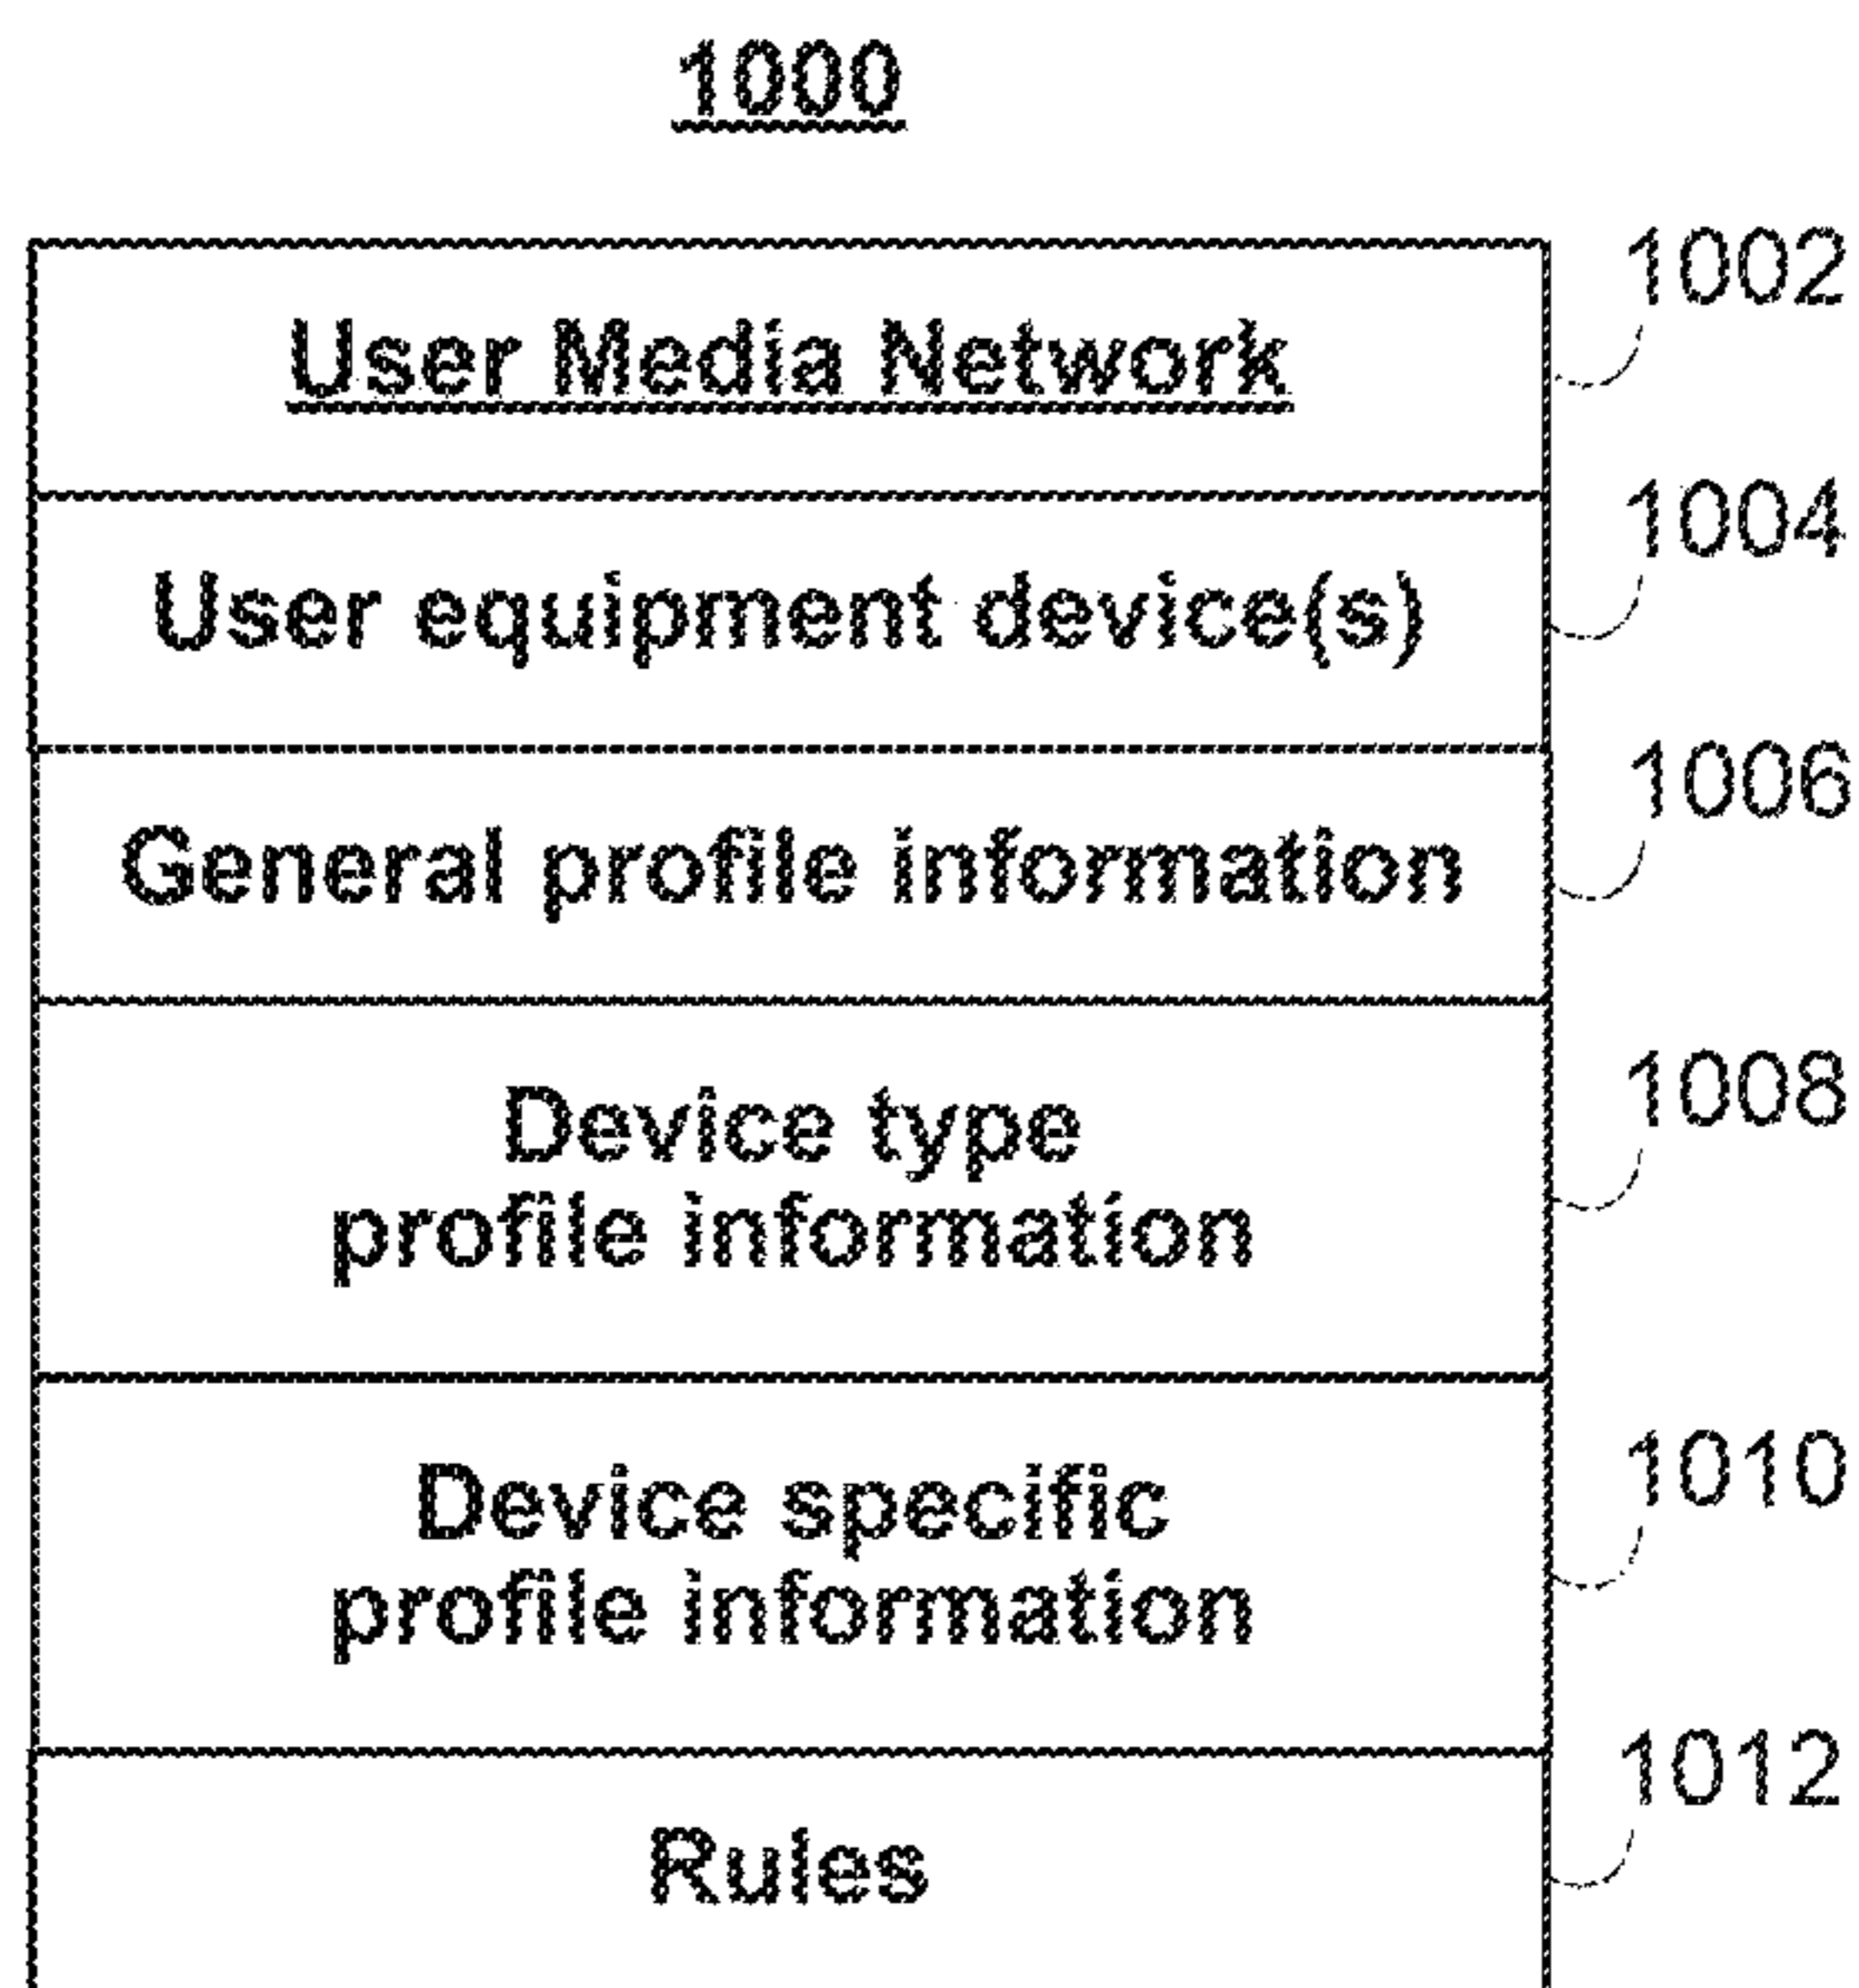 1000
1002
User Media Network
1004
User equipment device(s)
1006
General profile information
1008
Device type
profile information
1010
Device specific
profile information
1012
Rules